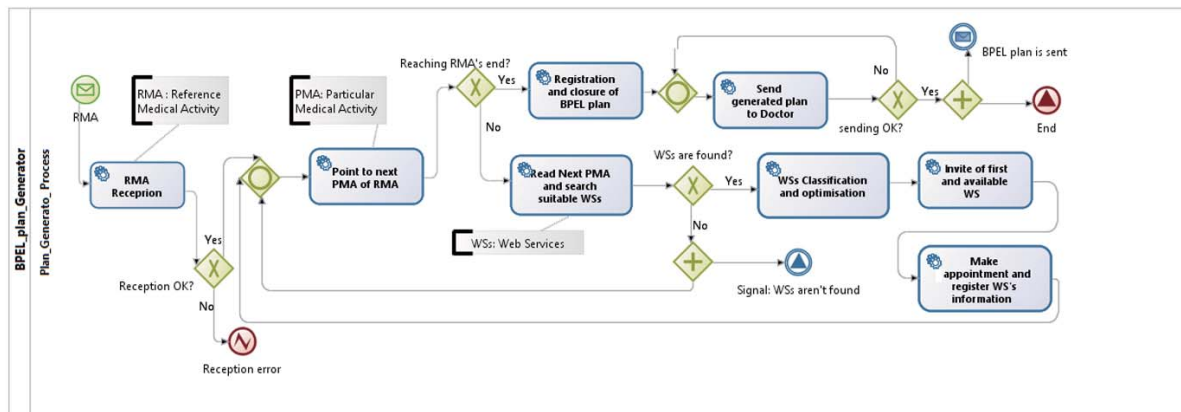 BPEL_plan_Generator
Plan_Generato_Process
RMA
RMA : Reference
Medical Activity
RMA
Receprion
Reception OK?
Yes
No
Reception error
PMA: Particular
Medical Activity
Point to next
PMA of RMA
Reaching RMA's end?
Yes
No
Registration
and closure of
BPEL plan
Send
generated plan
to Doctor
No
Yes
sending OK?
BPEL plan is sent
End
Read Next PMA
and search
suitable WSs
WSs: Web Services
WSs are found?
Yes
No
Signal: WSs aren't found
WSs Classification
and optimisation
Invite of first
and available
WS
Make
appointment and
register WS's
information